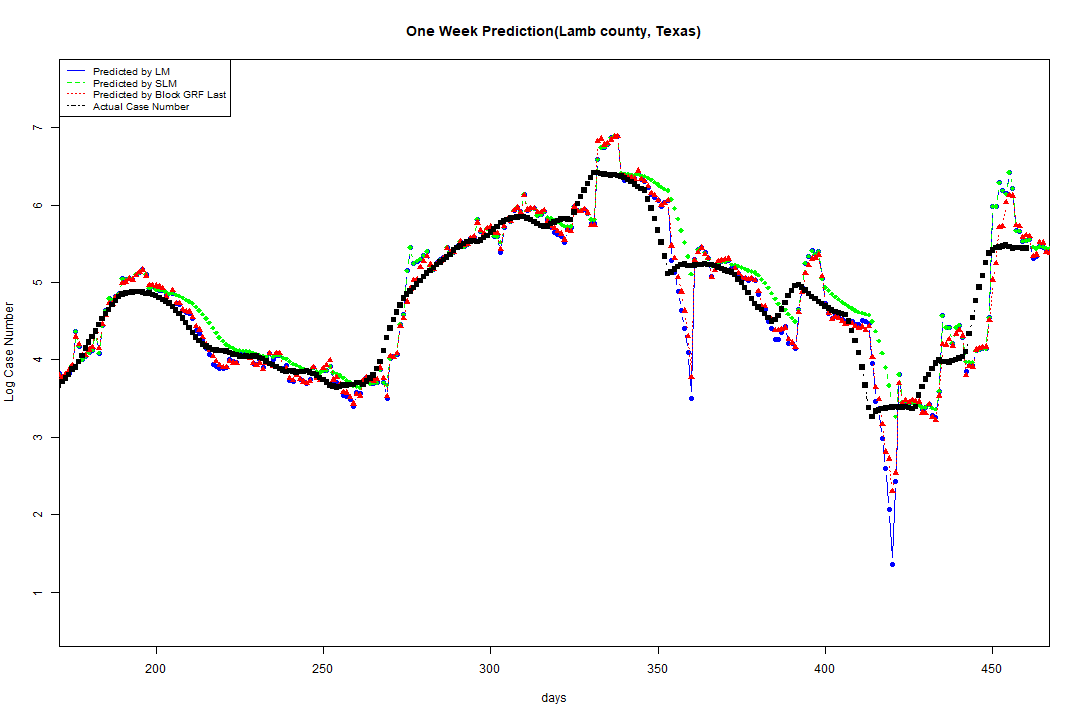 One Week Prediction(Lamb county, Texas)
Predicted by LM
Predicted by SLM
Predicted by Block GRF Last
Actual Case Number
Log Case Number
7
6
5
4
3
2
1
200 250 300 350 400 450
days